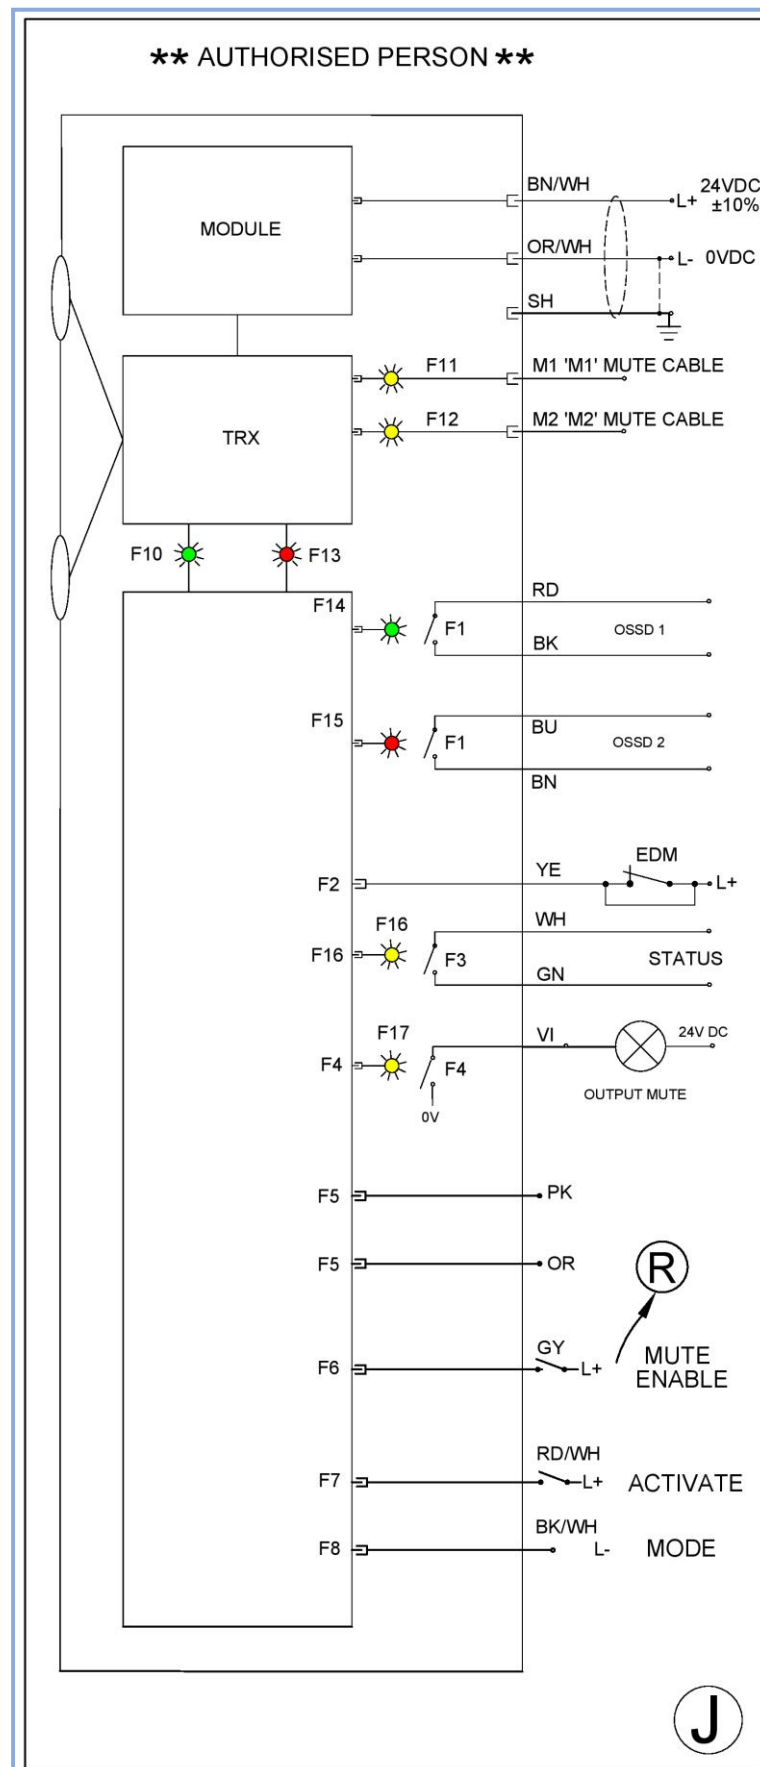 ** AUTHORISED PERSON **
BN/WH
24VDC
L+
±10%
MODULE
OR/WH
L- 0VDC
SH
F11
M1 'M1' MUTE CABLE
F12
M2 'M2' MUTE CABLE
TRX
F10
F13
RD
F14
F1
OSSD 1
BK
F15
BU
F1
OSSD 2
BN
EDM
YE
F2
L+
F16
WH
F16
F3
STATUS
GN
F17
VI
24V DC
F4
F4
OUTPUT MUTE
0V
F5
PK
F5
OR
R
GY
MUTE
F6
L+
ENABLE
RD/WH
F7
L+
ACTIVATE
BK/WH
F8
L-
MODE
J